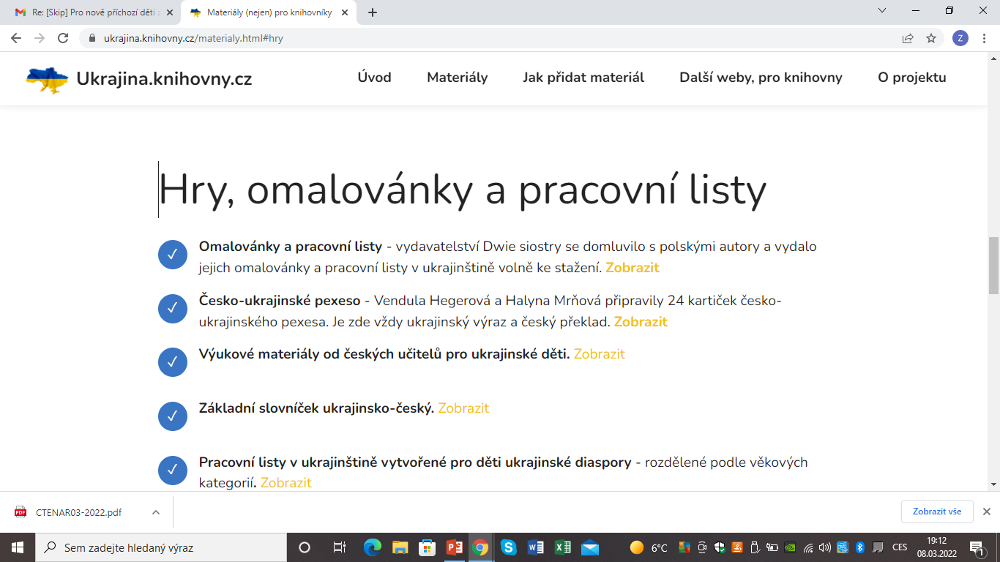 Re: [Skip] Pro nově příchozí děti z
Materiály (nejen) pro knihovníky
ukrajina.knihovny.cz/materialy.html#hry
Z
Ukrajina.knihovny.cz
Úvod
Materiály
Jak přidat materiál
Další weby, pro knihovny
O projektu
Hry, omalovánky a pracovní listy
Omalovánky a pracovní listy - vydavatelství Dwie siostry se domluvilo s polskými autory a vydalo
jejich omalovánky a pracovní listy v ukrajinštině volně ke stažení. Zobrazit
Česko-ukrajinské pexeso - Vendula Hegerová a Halyna Mrňová připravily 24 kartiček česko-
ukrajinského pexesa. Je zde vždy ukrajinský výraz a český překlad. Zobrazit
Výukové materiály od českých učitelů pro ukrajinské děti. Zobrazit
Základní slovníček ukrajinsko-český. Zobrazit
Pracovní listy v ukrajinštině vytvořené pro děti ukrajinské diaspory - rozdělené podle věkových
kategorií. Zobrazit
PDF
CTENAR03-2022.pdf
Zobrazit vše
Sem zadejte hledaný výraz
6°C
CES
19:12
08.03.2022
1